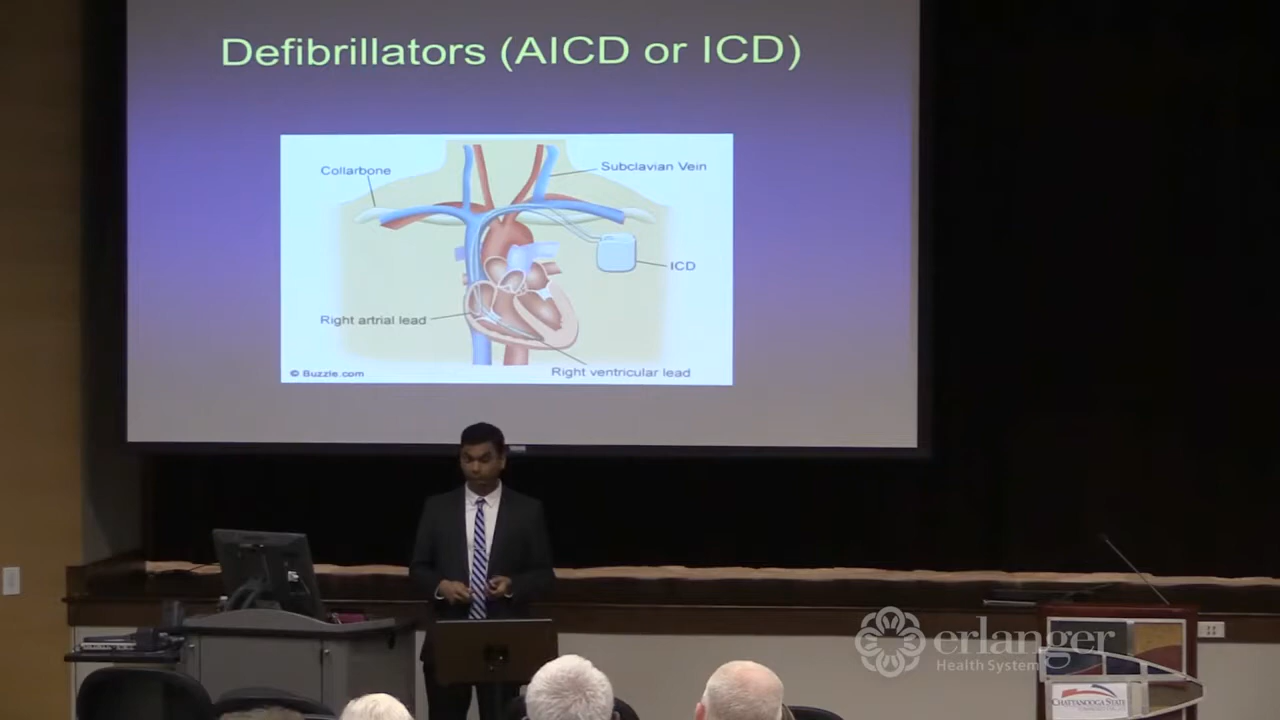 Defibrillators (AICD or ICD)
Collarbone
Subclavian Vein
ICD
Right artrial lead
Right ventricular lead
© Buzzle.com
erlanger
Health System
CHATTANOOGA STATE